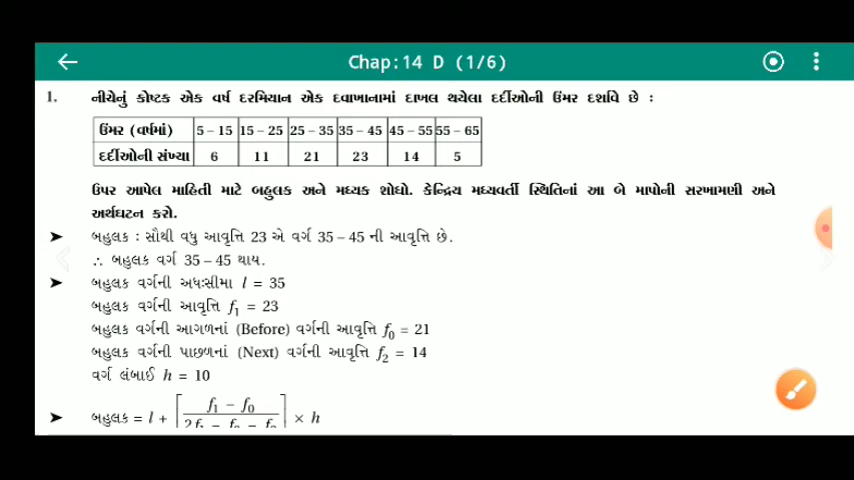 Chap:14 D (1/6)
1. નીચેનું કોષ્ટક એક વર્ષ દરમિયાન એક દવાખાનામાં દાખલ થયેલા દર્દીઓની ઉંમર દર્શાવે છે :
ઉંમર (વર્ષમાં) 5 – 15 15 – 25 25 – 35 35 – 45 45 – 55 55 – 65
દર્દીઓની સંખ્યા 6 11 21 23 14 5
ઉપર આપેલ માહિતી માટે બહુલક અને મધ્યક શોધો. કેન્દ્રિય મધ્યવર્તી સ્થિતિનાં આ બે માપોની સરખામણી અને
અર્થઘટન કરો.
➤ બહુલક : સૌથી વધુ આવૃત્તિ 23 એ વર્ગ 35 – 45 ની આવૃત્તિ છે.
∴ બહુલક વર્ગ 35 – 45 થાય.
➤ બહુલક વર્ગની અધઃસીમા l = 35
બહુલક વર્ગની આવૃત્તિ f₁ = 23
બહુલક વર્ગની આગળનાં (Before) વર્ગની આવૃત્તિ f₀ = 21
બહુલક વર્ગની પાછળનાં (Next) વર્ગની આવૃત્તિ f₂ = 14
વર્ગ લંબાઈ h = 10
➤ બહુલક = l + [(f₁ – f₀) / (2f₁ – f₀ – f₂)] × h